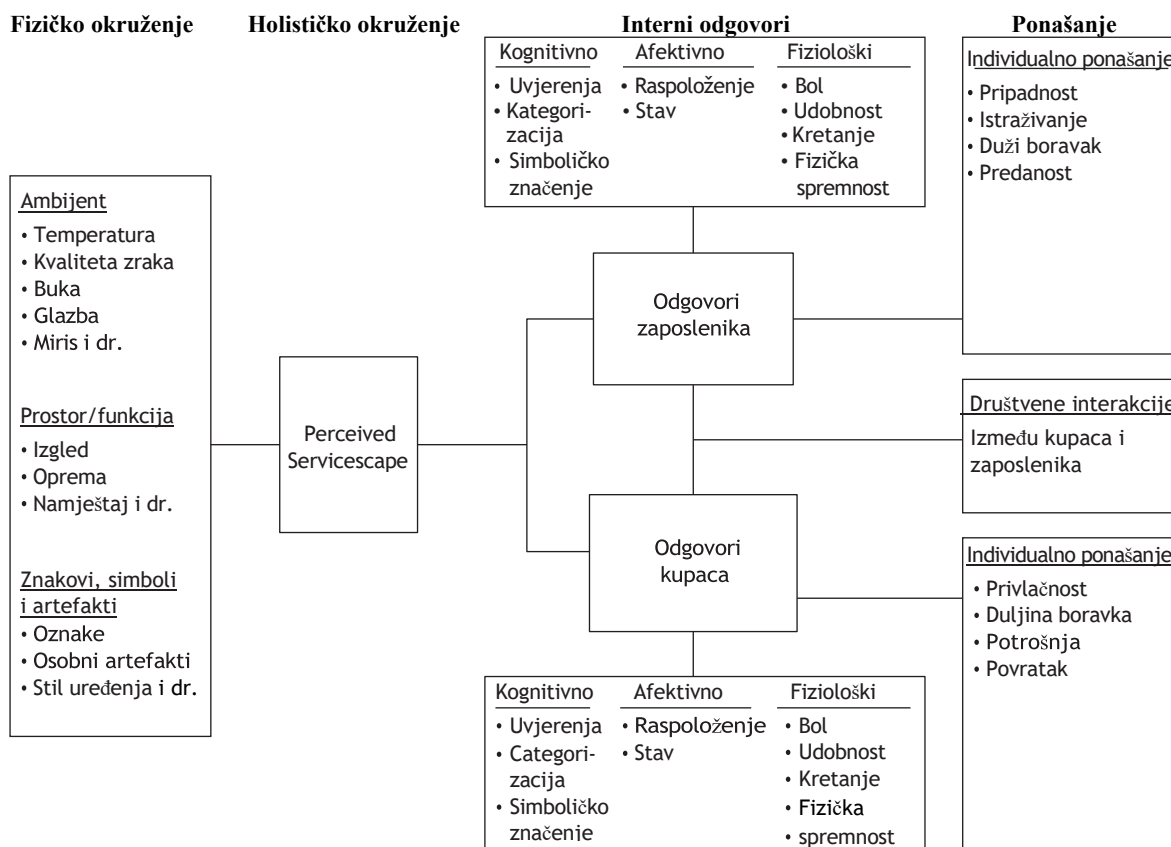 Fizičko okruženje
Holističko okruženje
Interni odgovori
Ponašanje
Kognitivno
• Uvjerenja
• Kategori-
zacija
• Simboličko
značenje
Afektivno
• Raspoloženje
• Stav
Fiziološki
• Bol
• Udobnost
• Kretanje
• Fizička
spremnost
Individualno ponašanje
• Pripadnost
• Istraživanje
• Duži boravak
• Predanost
Ambijent
• Temperatura
• Kvaliteta zraka
• Buka
• Glazba
• Miris i dr.
Prostor/funkcija
• Izgled
• Oprema
• Namještaj i dr.
Znakovi, simboli
i artefakti
• Oznake
• Osobni artefakti
• Stil uređenja i dr.
Perceived
Servicescape
Odgovori
zaposlenika
Odgovori
kupaca
Društvene interakcije
Između kupaca i
zaposlenika
Individualno ponašanje
• Privlačnost
• Duljina boravka
• Potrošnja
• Povratak
Kognitivno
• Uvjerenja
• Categori-
zacija
• Simboličko
značenje
Afektivno
• Raspoloženje
• Stav
Fiziološki
• Bol
• Udobnost
• Kretanje
• Fizička
• spremnost